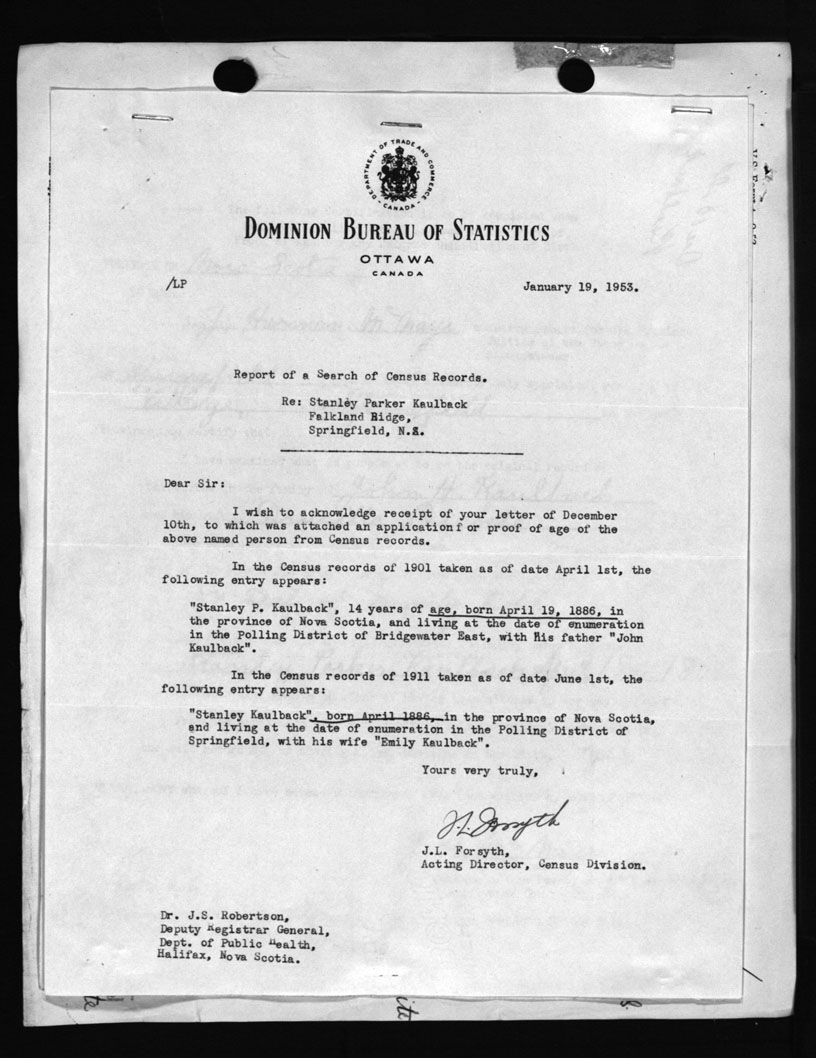 DEPARTMENT OF TRADE AND COMMERCE
CANADA
DOMINION BUREAU OF STATISTICS
OTTAWA
CANADA
/LP
January 19, 1953.
Report of a Search of Census Records.
Re: Stanley Parker Kaulback
Falkland Ridge,
Springfield, N.S.
Dear Sir:
I wish to acknowledge receipt of your letter of December
10th, to which was attached an application for proof of age of the
above named person from Census records.
In the Census records of 1901 taken as of date April 1st, the
following entry appears:
"Stanley P. Kaulback", 14 years of age, born April 19, 1886, in
the province of Nova Scotia, and living at the date of enumeration
in the Polling District of Bridgewater East, with His father "John
Kaulback".
In the Census records of 1911 taken as of date June 1st, the
following entry appears:
"Stanley Kaulback", born April 1886, in the province of Nova Scotia,
and living at the date of enumeration in the Polling District of
Springfield, with his wife "Emily Kaulback".
Yours very truly,
J.L. Forsyth
J.L. Forsyth,
Acting Director, Census Division.
Dr. J.S. Robertson,
Deputy Registrar General,
Dept. of Public Health,
Halifax, Nova Scotia.